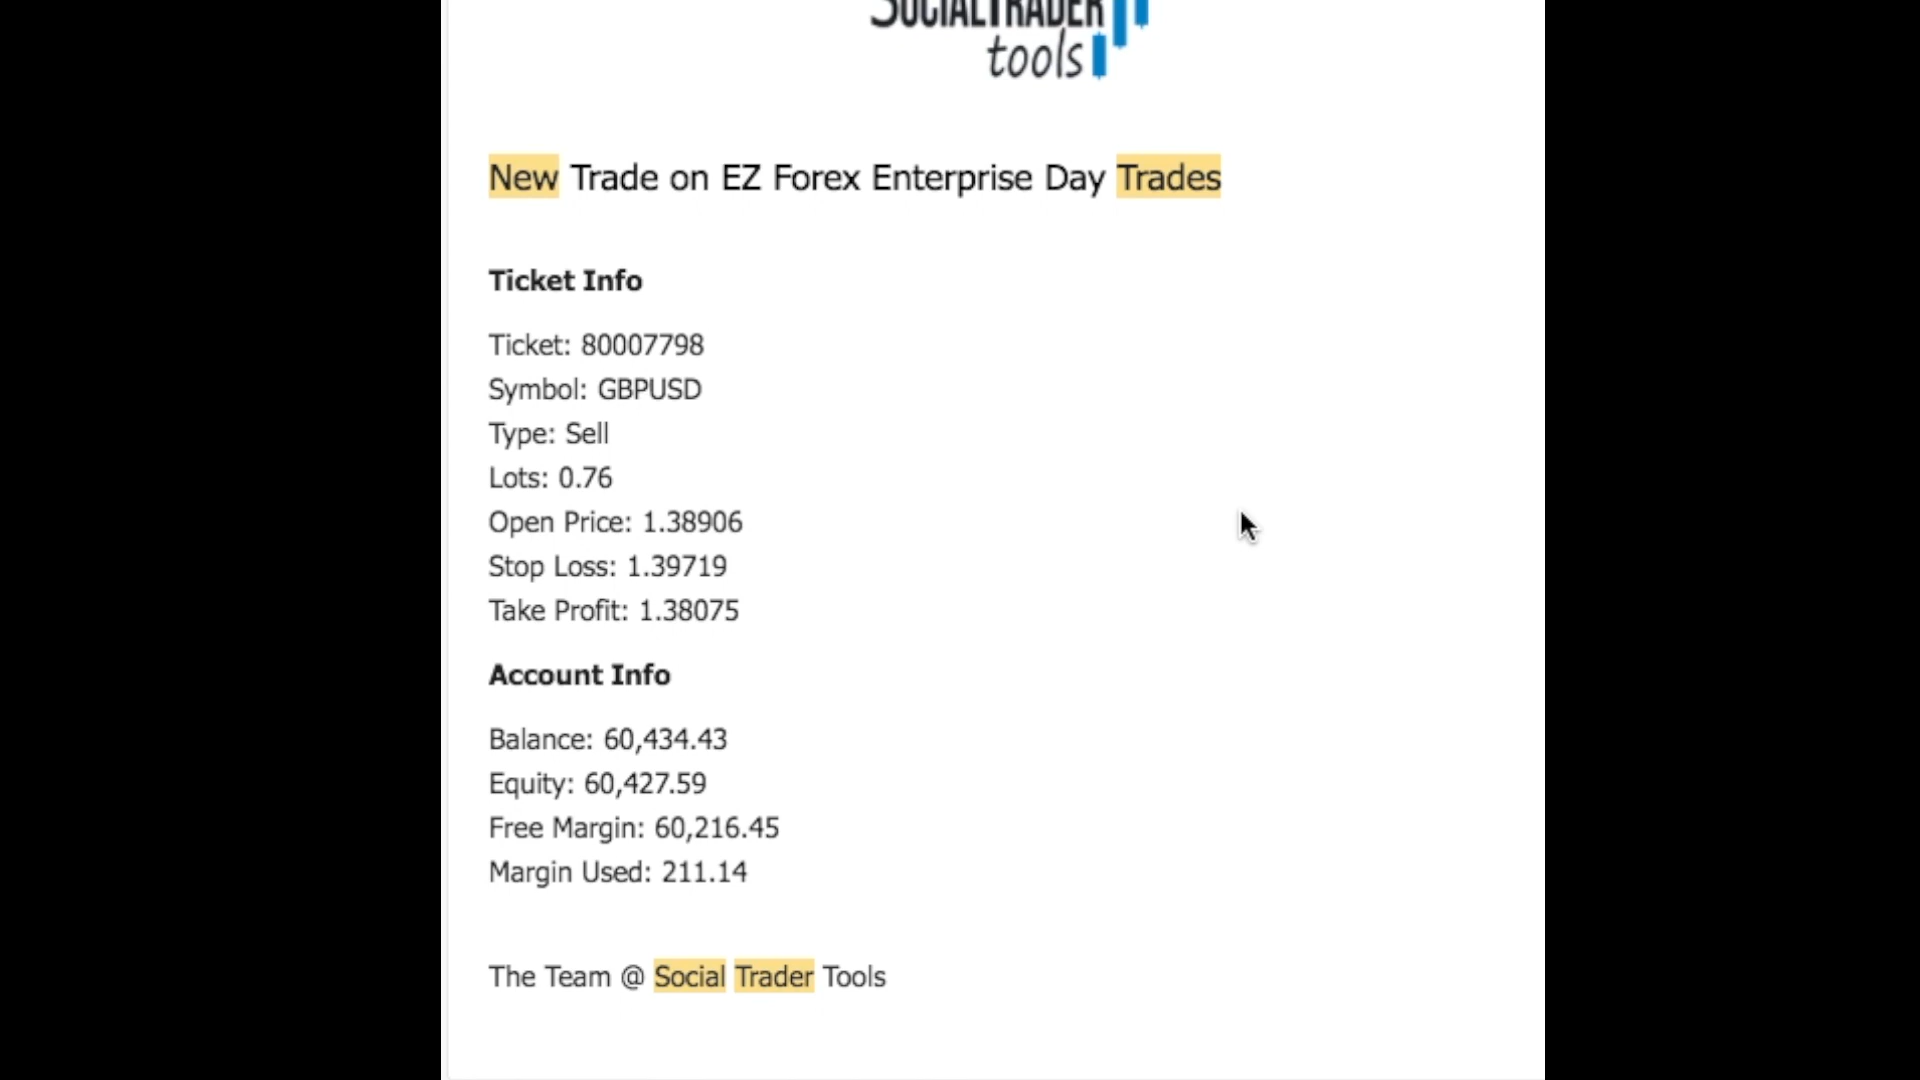 SOCIALTRADER
tools
New Trade on EZ Forex Enterprise Day Trades
Ticket Info
Ticket: 80007798
Symbol: GBPUSD
Type: Sell
Lots: 0.76
Open Price: 1.38906
Stop Loss: 1.39719
Take Profit: 1.38075
Account Info
Balance: 60,434.43
Equity: 60,427.59
Free Margin: 60,216.45
Margin Used: 211.14
The Team @ Social Trader Tools